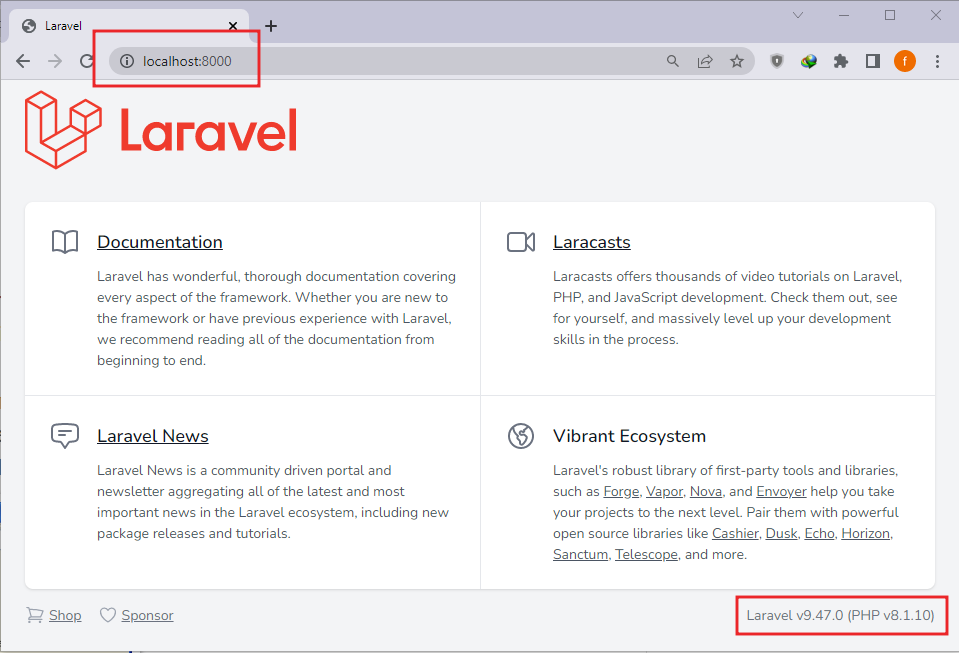 Laravel
localhost:8000
f
Laravel
Documentation
Laravel has wonderful, thorough documentation covering
every aspect of the framework. Whether you are new to
the framework or have previous experience with Laravel,
we recommend reading all of the documentation from
beginning to end.
Laracasts
Laracasts offers thousands of video tutorials on Laravel,
PHP, and JavaScript development. Check them out, see
for yourself, and massively level up your development
skills in the process.
Laravel News
Laravel News is a community driven portal and
newsletter aggregating all of the latest and most
important news in the Laravel ecosystem, including new
package releases and tutorials.
Vibrant Ecosystem
Laravel's robust library of first-party tools and libraries,
such as Forge, Vapor, Nova, and Envoyer help you take
your projects to the next level. Pair them with powerful
open source libraries like Cashier, Dusk, Echo, Horizon,
Sanctum, Telescope, and more.
Shop Sponsor
Laravel v9.47.0 (PHP v8.1.10)